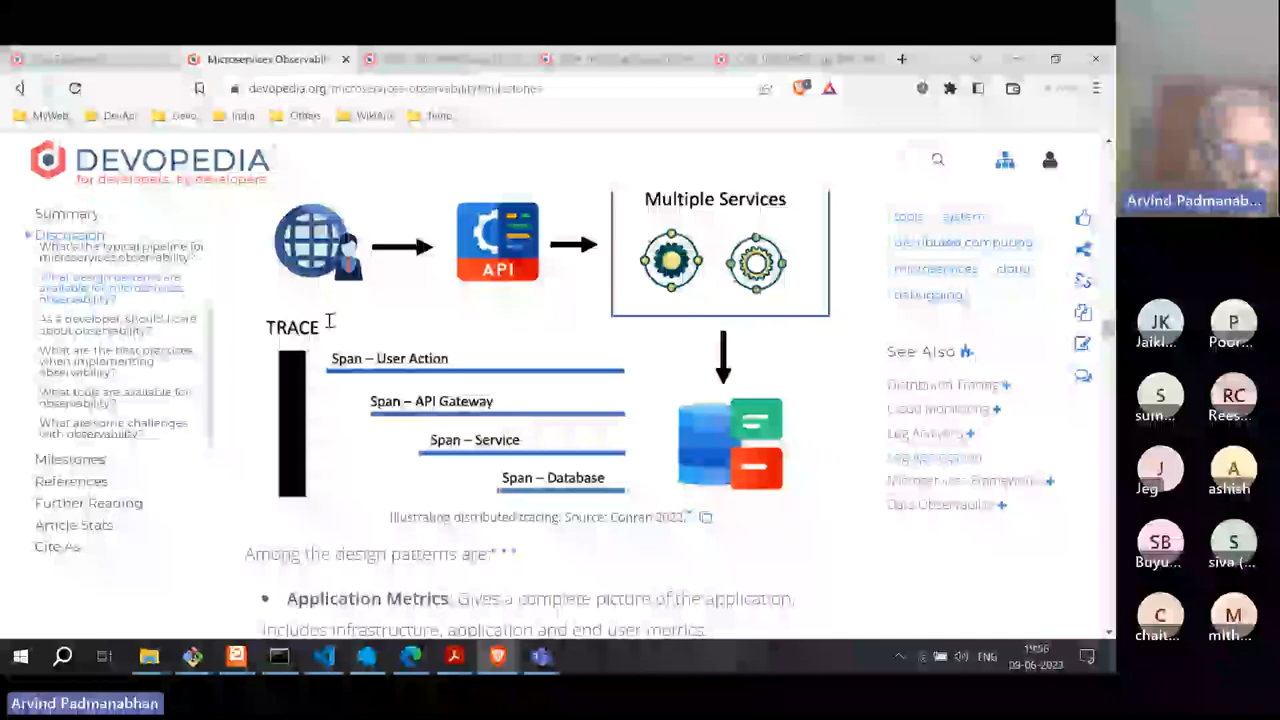 Microservices Observabili
devopedia.org/microservices-observability#milestones
MyWeb
DevApi
Devo
India
Others
WikiArts
Temp
DEVOPEDIA
for developers, by developers
Summary
Discussion
What's the typical pipeline for
microservices observability?
What design patterns are
available for microservices
observability?
As a developer, should I care
about observability?
What are the best practices
when implementing
observability?
What tools are available for
observability?
What are some challenges
with observability?
Milestones
References
Further Reading
Article Stats
Cite As
API
Multiple Services
TRACE
Span – User Action
Span – API Gateway
Span – Service
Span – Database
Illustrating distributed tracing. Source: Conran 2022.
Among the design patterns are:
• Application Metrics: Gives a complete picture of the application.
Includes infrastructure, application and end user metrics.
tools system
distributed computing
microservices cloud
debugging
See Also
Distributed Tracing +
Cloud Monitoring +
Log Analytics +
Data Observability +
ENG
19:56
09-06-2023
Arvind Padmanab...
JK
Jaiki...
P
Poor...
S
sum...
RC
Rees...
J
Jeg
A
ashish
SB
Buyu...
S
siva (...
C
chait...
M
mith...
Arvind Padmanabhan